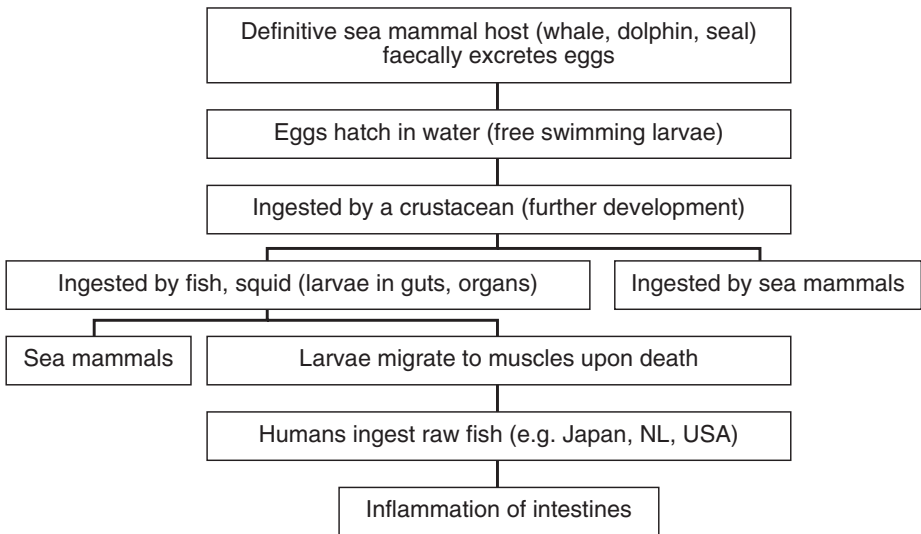 Definitive sea mammal host (whale, dolphin, seal)
faecally excretes eggs
Eggs hatch in water (free swimming larvae)
Ingested by a crustacean (further development)
Ingested by fish, squid (larvae in guts, organs)
Ingested by sea mammals
Sea mammals
Larvae migrate to muscles upon death
Humans ingest raw fish (e.g. Japan, NL, USA)
Inflammation of intestines